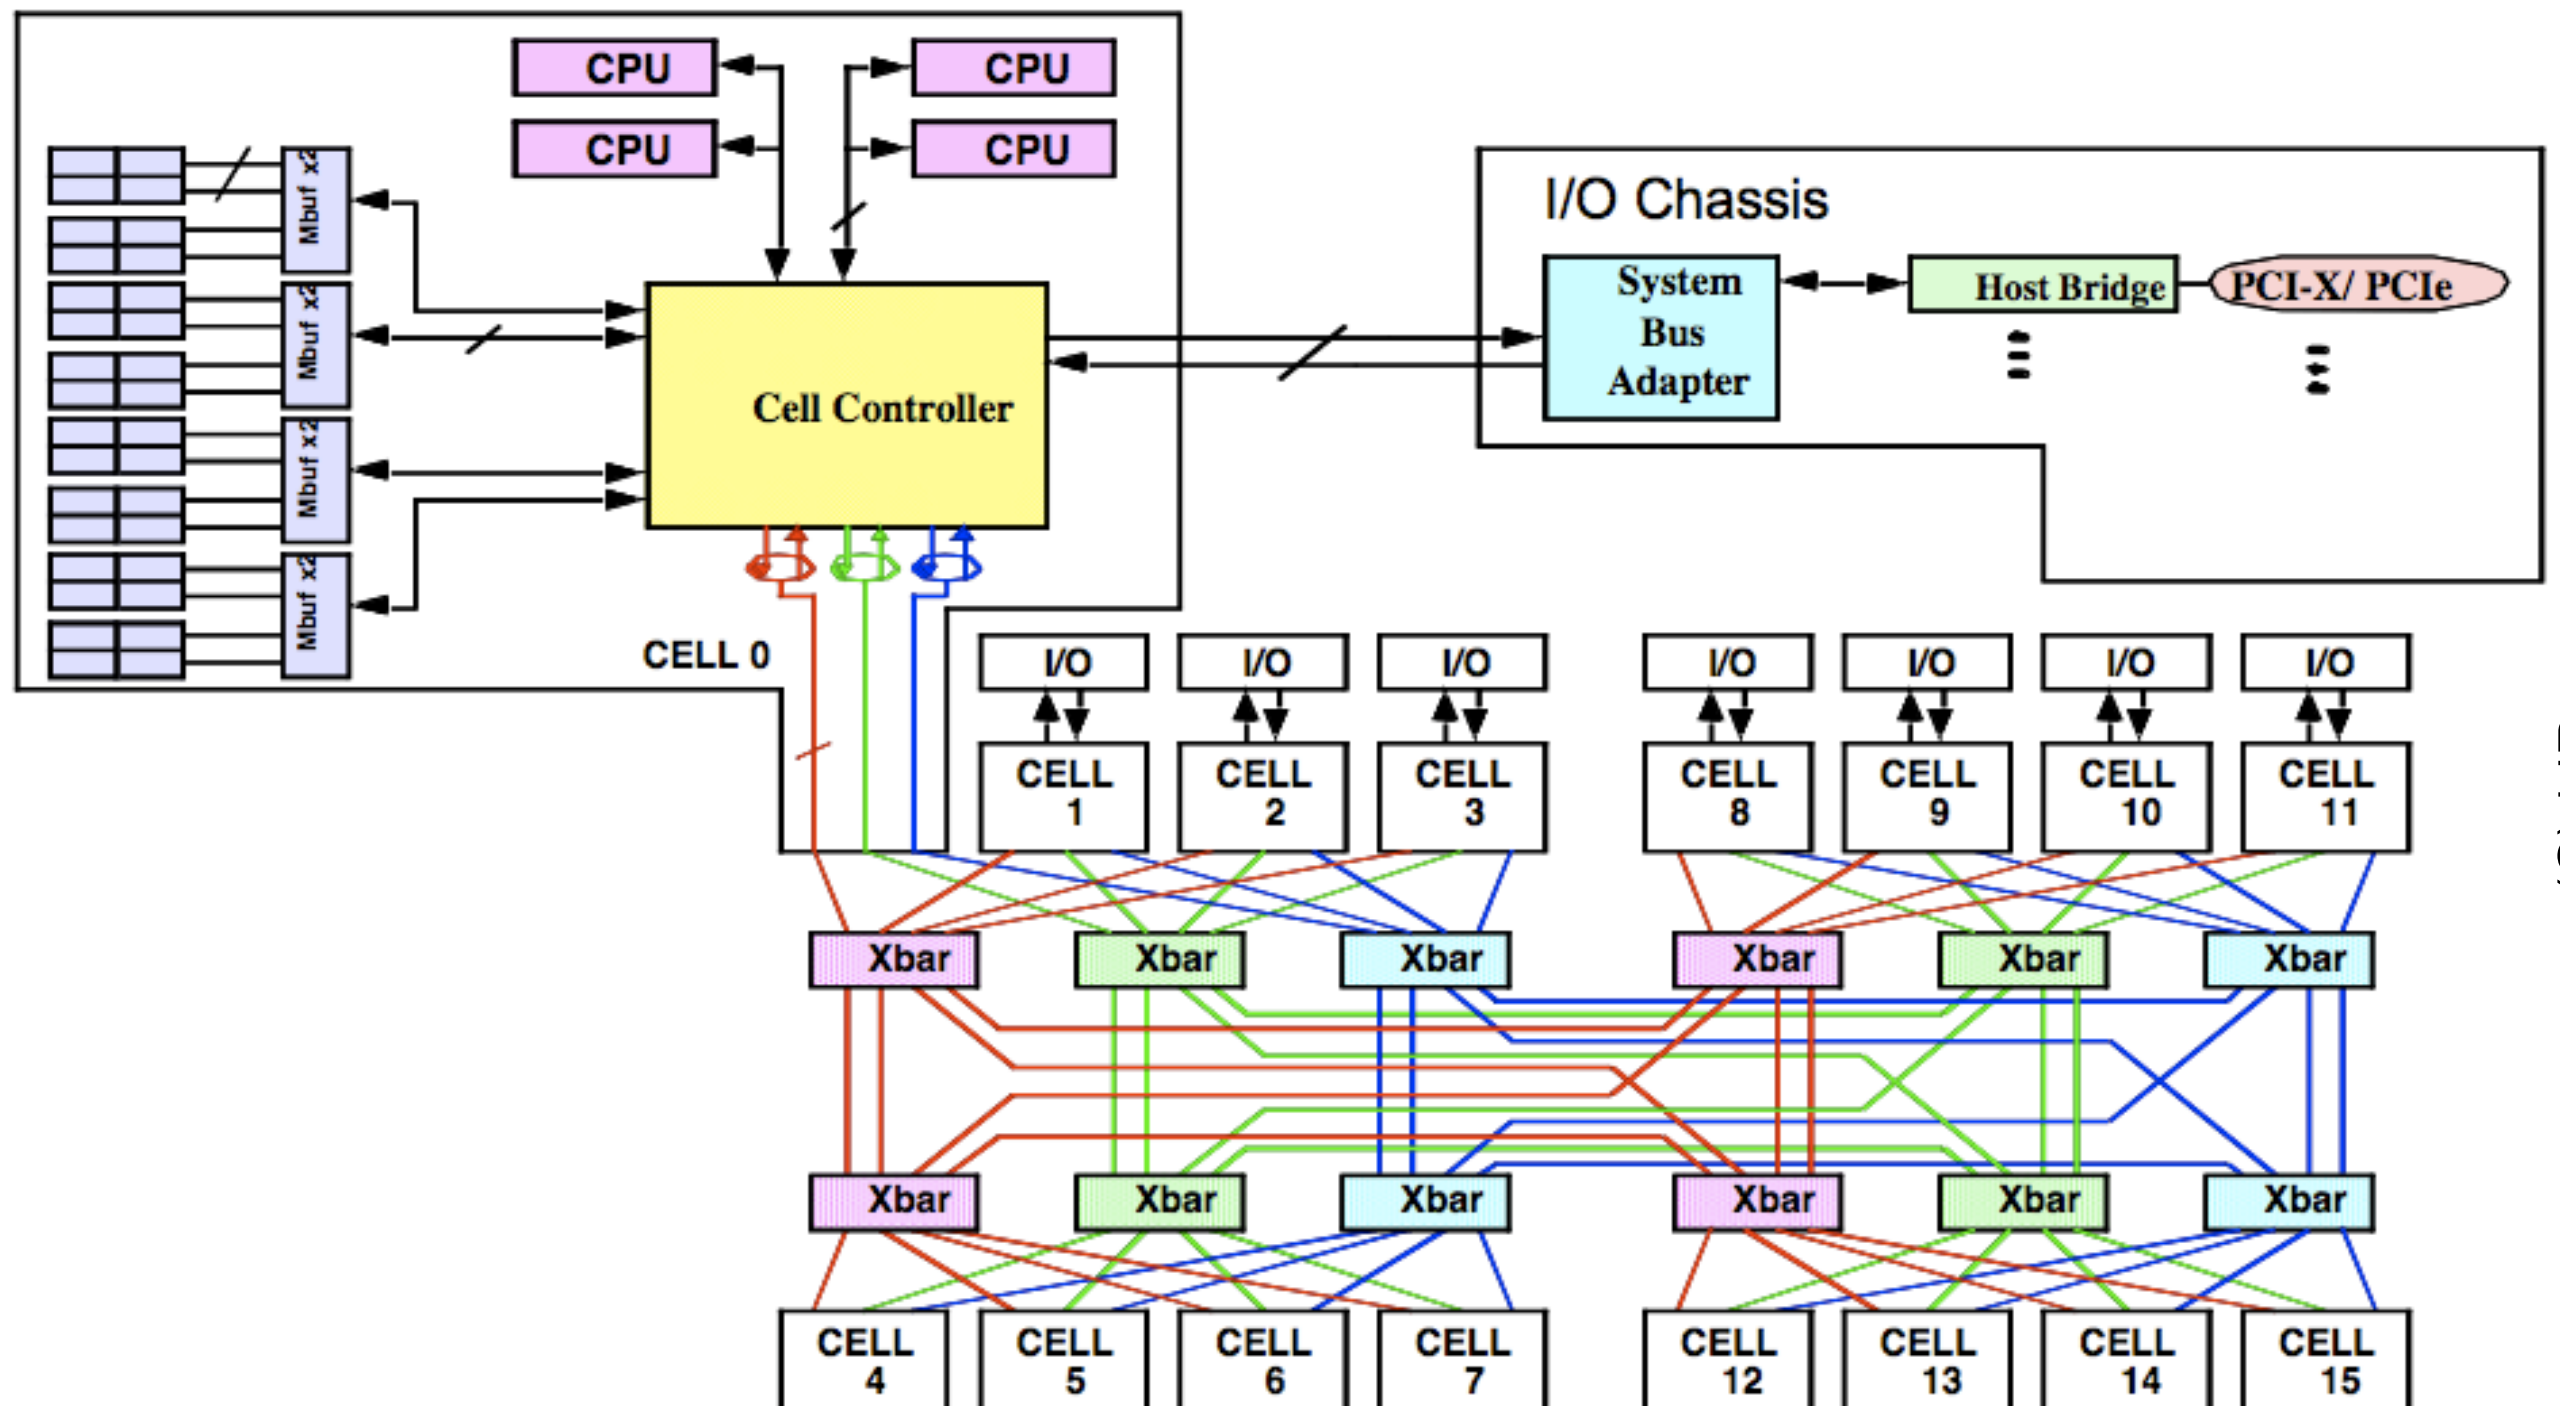 CPU
CPU
CPU
CPU
Mbuf x2
Mbuf x2
Mbuf x2
Mbuf x2
Cell Controller
CELL 0
I/O Chassis
System
Bus
Adapter
Host Bridge
PCI-X/ PCIe
I/O
I/O
I/O
I/O
I/O
I/O
I/O
CELL
1
CELL
2
CELL
3
CELL
8
CELL
9
CELL
10
CELL
11
Xbar
Xbar
Xbar
Xbar
Xbar
Xbar
Xbar
Xbar
Xbar
Xbar
Xbar
Xbar
CELL
4
CELL
5
CELL
6
CELL
7
CELL
12
CELL
13
CELL
14
CELL
15